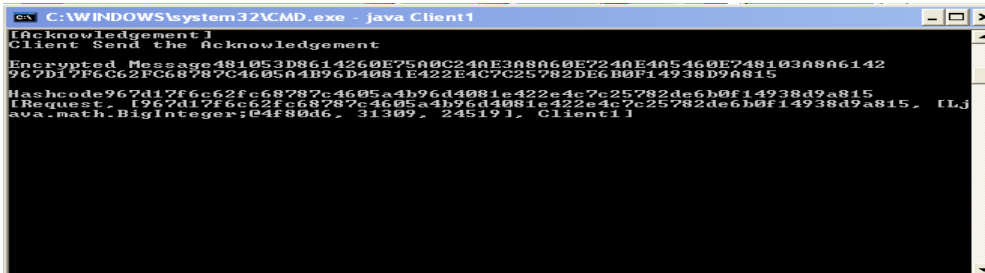 C:\WINDOWS\system32\CMD.exe - java Client1
[Acknowledgement]
Client Send the Acknowledgement
Encrypted Message481053D8614260E75A0C24AE3A8A60E724AE4A5460E748103A8A6142
967D17F6C62FC68787C4605A4B96D4081E422E4C7C25782DE6B0F14938D9A815
Hashcode967d17f6c62fc68787c4605a4b96d4081e422e4c7c25782de6b0f14938d9a815
[Request, [967d17f6c62fc68787c4605a4b96d4081e422e4c7c25782de6b0f14938d9a815, [Lj
ava.math.BigInteger;@4f80d6, 31309, 24519], Client1]